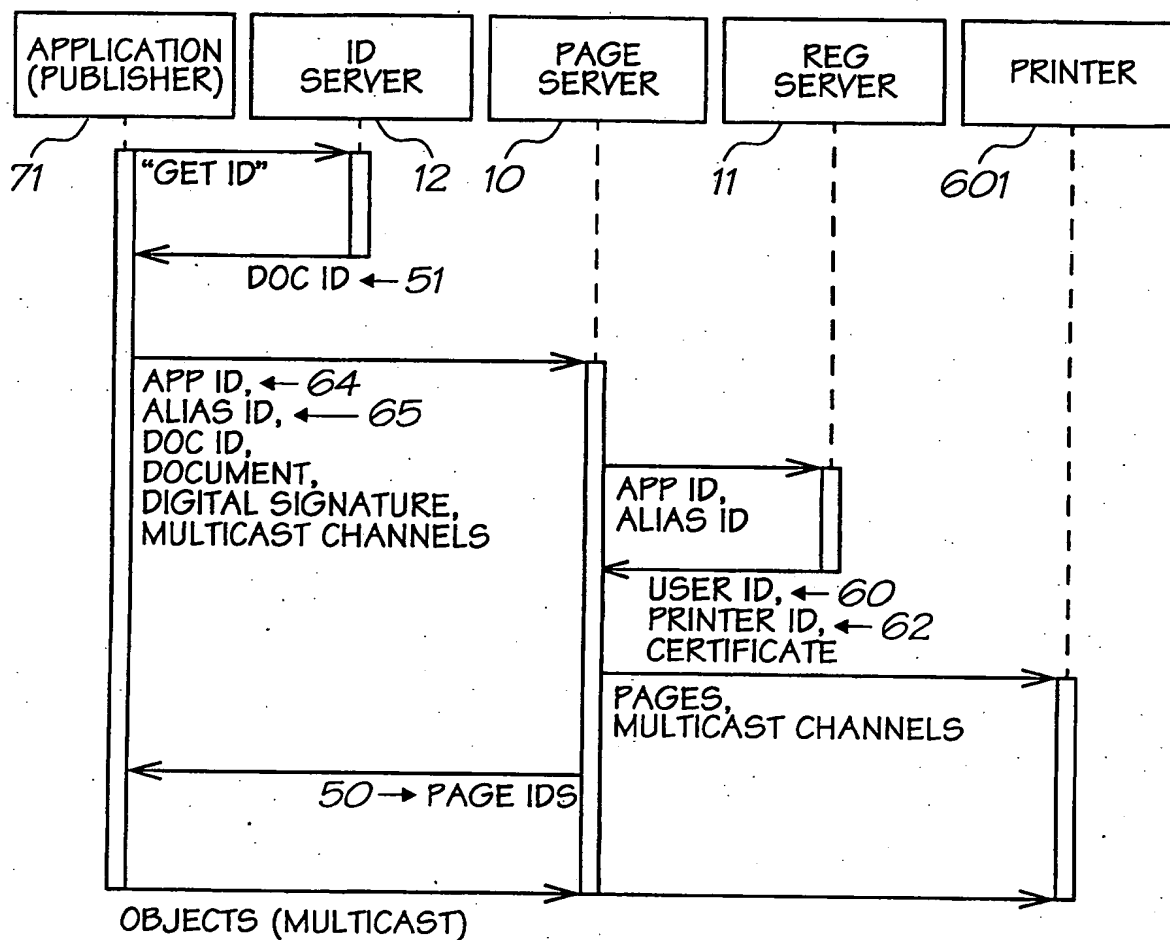 APPLICATION
(PUBLISHER)
ID
SERVER
PAGE
SERVER
REG
SERVER
PRINTER
71
12
10
11
601
"GET ID"
DOC ID ← 51
APP ID, ← 64
ALIAS ID, ← 65
DOC ID,
DOCUMENT,
DIGITAL SIGNATURE,
MULTICAST CHANNELS
APP ID,
ALIAS ID
USER ID, ← 60
PRINTER ID, ← 62
CERTIFICATE
PAGES,
MULTICAST CHANNELS
50 → PAGE IDS
OBJECTS (MULTICAST)